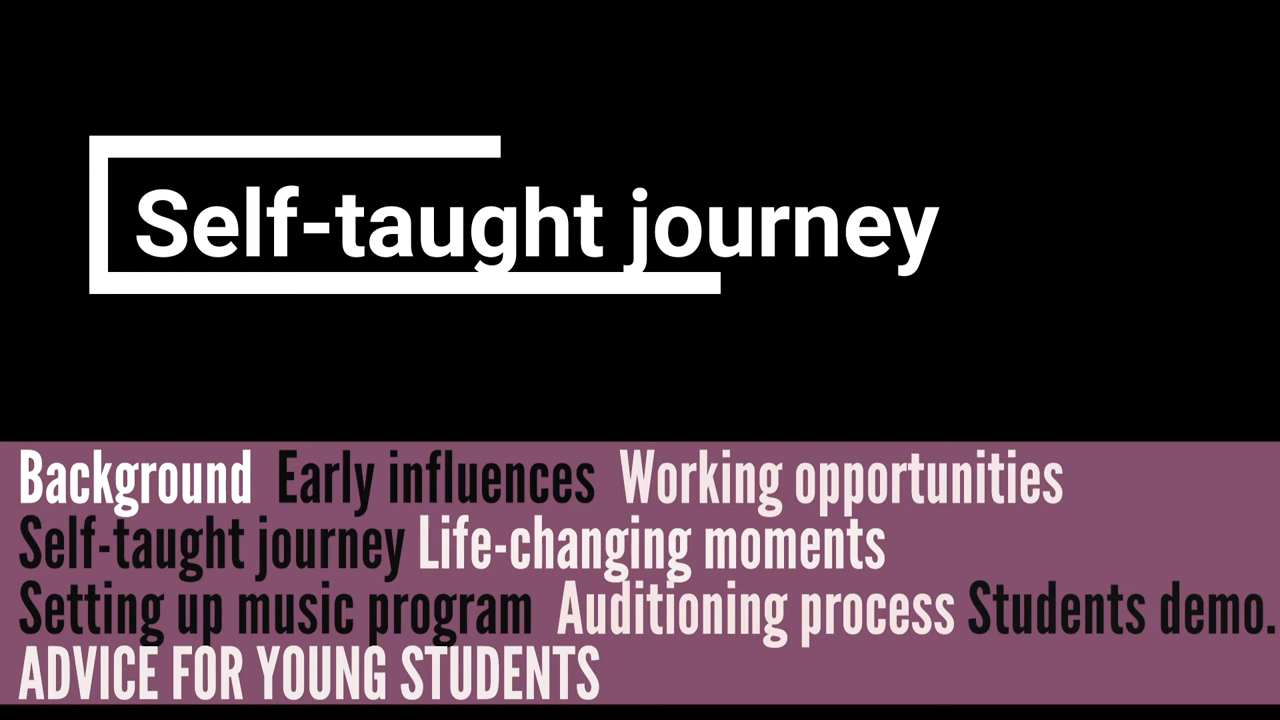 Self-taught journey
Background Early influences Working opportunities
Self-taught journey Life-changing moments
Setting up music program Auditioning process Students demo.
ADVICE FOR YOUNG STUDENTS